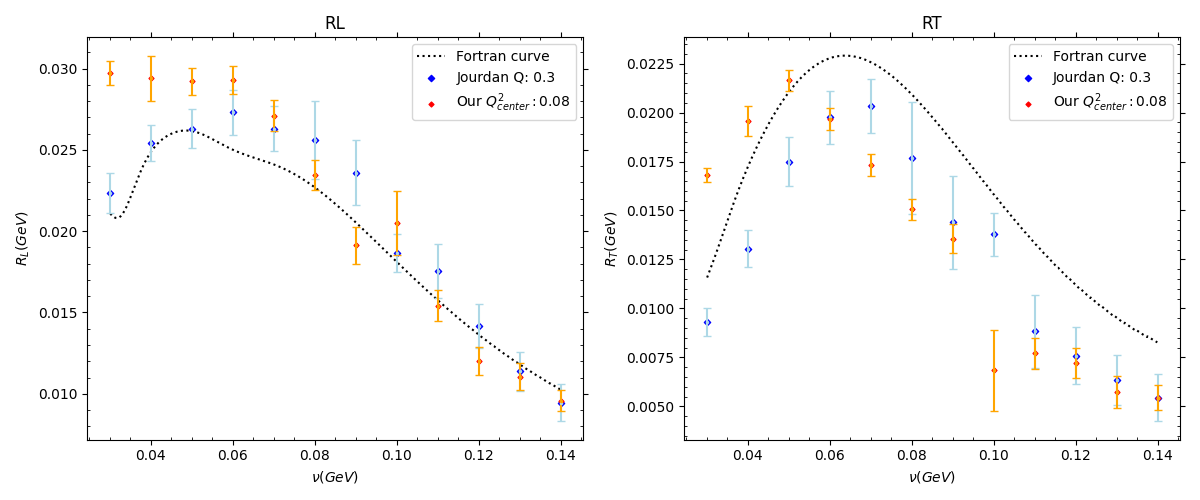 RL
Fortran curve
Jourdan Q: 0.3
Our $Q^2_{center}: 0.08$
0.030
0.025
0.020
0.015
0.010
$R_L(GeV)$
0.04 0.06 0.08 0.10 0.12 0.14
$\nu(GeV)$
RT
Fortran curve
Jourdan Q: 0.3
Our $Q^2_{center}: 0.08$
0.0225
0.0200
0.0175
0.0150
0.0125
0.0100
0.0075
0.0050
$R_T(GeV)$
0.04 0.06 0.08 0.10 0.12 0.14
$\nu(GeV)$